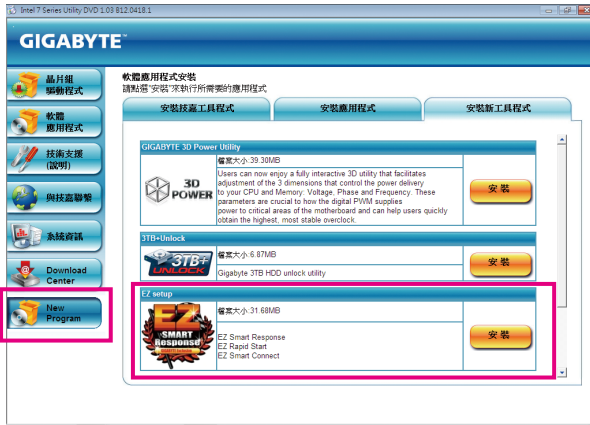 Intel 7 Series Utility DVD 1.03 B12.0418.1
GIGABYTE™
晶片組
驅動程式
軟體
應用程式
技術支援
(說明)
與技嘉聯繫
系統資訊
Download
Center
New
Program
軟體應用程式安裝
請點選"安裝"來執行所需要的應用程式
安裝技嘉工具程式
安裝應用程式
安裝新工具程式
GIGABYTE 3D Power Utility
3D
POWER
檔案大小:39.30MB
Users can now enjoy a fully interactive 3D utility that facilitates
adjustment of the 3 dimensions that control the power delivery
to your CPU and Memory: Voltage. Phase and Frequency. These
parameters are crucial to how the digital PWM supplies
power to critical areas of the motherboard and can help users quickly
obtain the highest, most stable overclock.
安裝
3TB+Unlock
3TB+
UNLOCK
檔案大小:6.87MB
Gigabyte 3TB HDD unlock utility
安裝
EZ setup
EZ
SMART
Response
檔案大小:31.68MB
EZ Smart Response
EZ Rapid Start
EZ Smart Connect
安裝